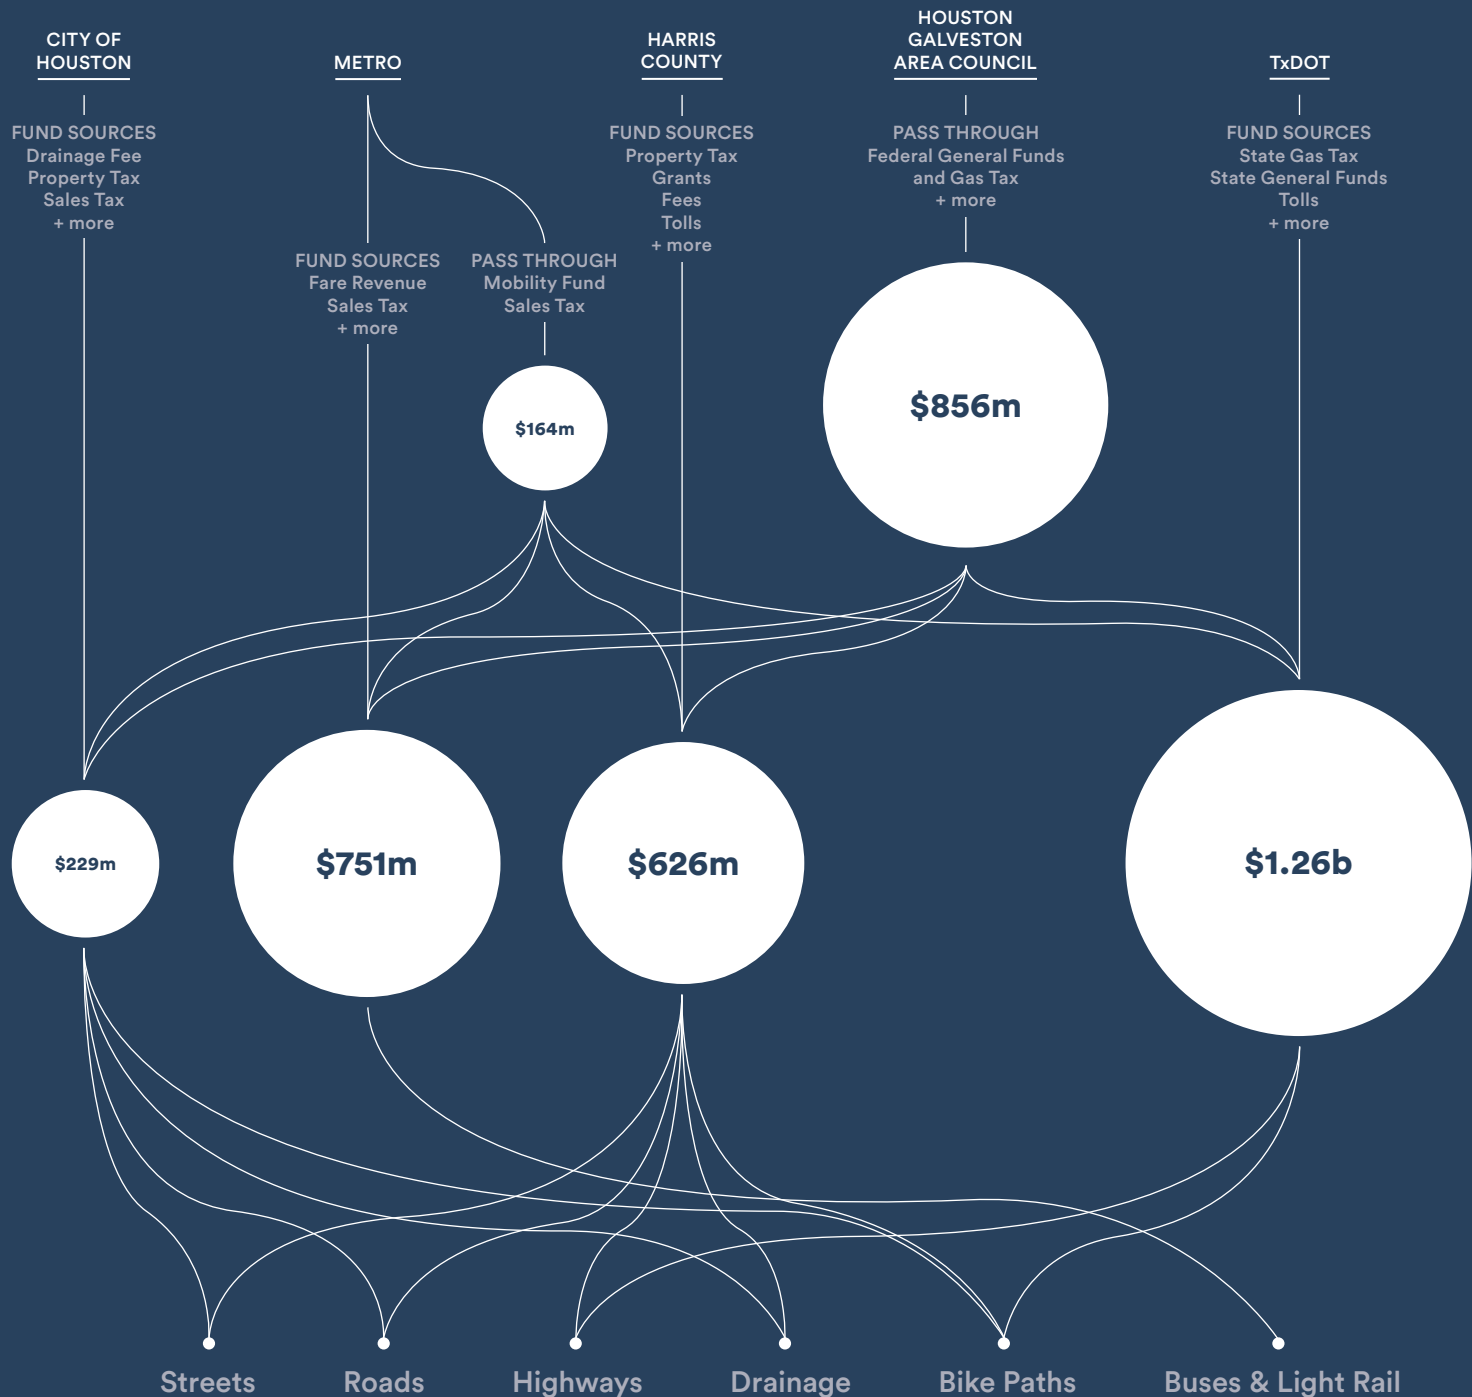 CITY OF
HOUSTON
METRO
HARRIS
COUNTY
HOUSTON
GALVESTON
AREA COUNCIL
TxDOT
FUND SOURCES
Drainage Fee
Property Tax
Sales Tax
+ more
FUND SOURCES
Fare Revenue
Sales Tax
+ more
PASS THROUGH
Mobility Fund
Sales Tax
FUND SOURCES
Property Tax
Grants
Fees
Tolls
+ more
PASS THROUGH
Federal General Funds
and Gas Tax
+ more
FUND SOURCES
State Gas Tax
State General Funds
Tolls
+ more
$164m
$856m
$229m
$751m
$626m
$1.26b
Streets
Roads
Highways
Drainage
Bike Paths
Buses & Light Rail